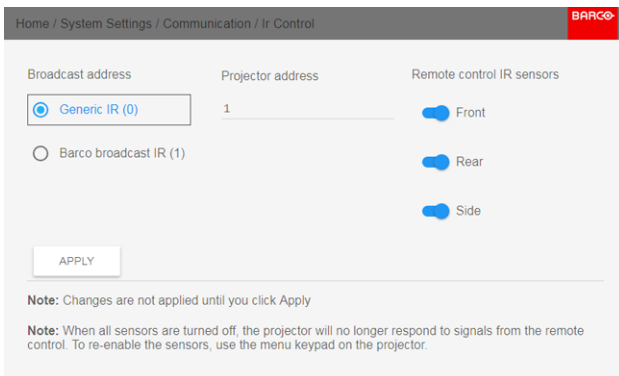 Home / System Settings / Communication / Ir Control
BARCO
Broadcast address
Projector address
Remote control IR sensors
Generic IR (0)
1
Front
Barco broadcast IR (1)
Rear
Side
APPLY
Note: Changes are not applied until you click Apply
Note: When all sensors are turned off, the projector will no longer respond to signals from the remote
control. To re-enable the sensors, use the menu keypad on the projector.